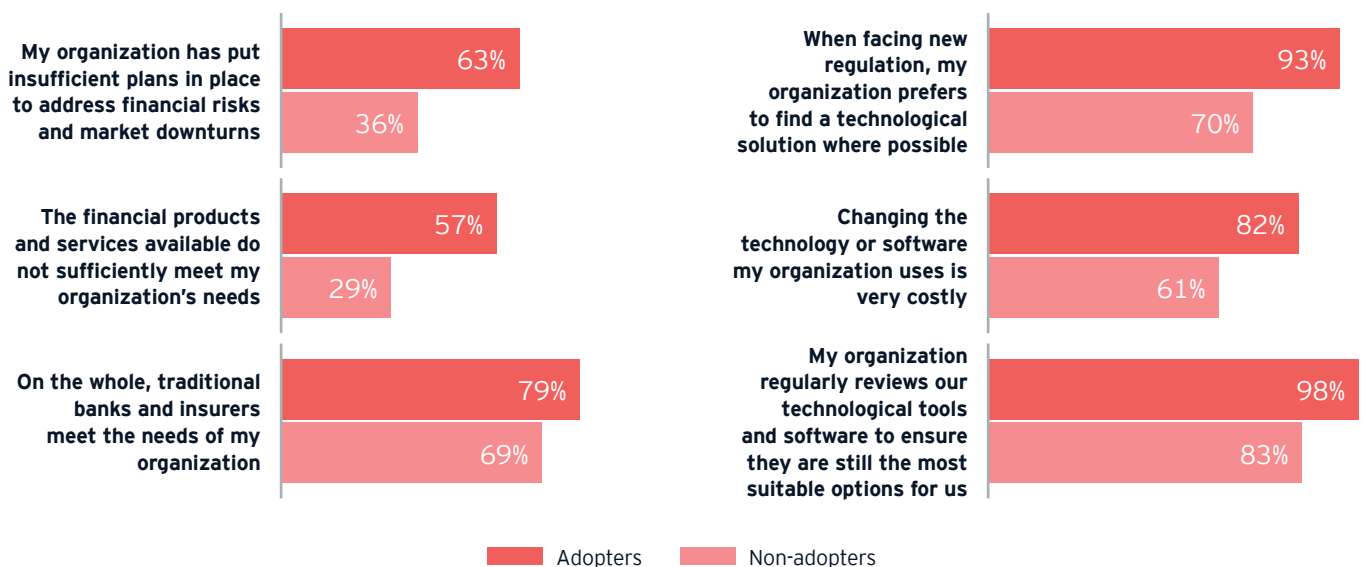 My organization has put
insufficient plans in place
to address financial risks
and market downturns
63%
36%
The financial products
and services available do
not sufficiently meet my
organization's needs
57%
29%
On the whole, traditional
banks and insurers
meet the needs of my
organization
79%
69%
When facing new
regulation, my
organization prefers
to find a technological
solution where possible
93%
70%
Changing the
technology or software
my organization uses is
very costly
82%
61%
My organization
regularly reviews our
technological tools
and software to ensure
they are still the most
suitable options for us
98%
83%
Adopters
Non-adopters